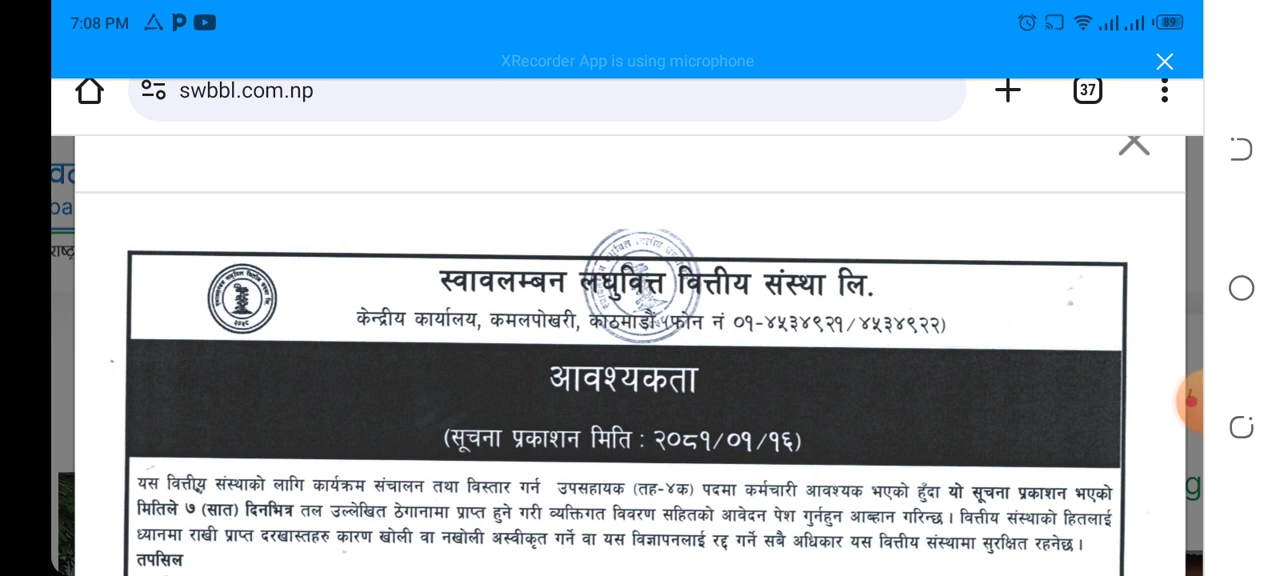 7:08 PM
89
XRecorder App is using microphone
swbbl.com.np
37
स्वावलम्बन लघुवित्त वित्तीय संस्था लि.
केन्द्रीय कार्यालय, कमलपोखरी, काठमाडौं (फोन नं ०१-४५३४९२१/४५३४९२२)
आवश्यकता
(सूचना प्रकाशन मिति : २०८१/०१/१६)
यस वित्तीय संस्थाको लागि कार्यक्रम संचालन तथा विस्तार गर्न उपसहायक (तह-४क) पदमा कर्मचारी आवश्यक भएको हुँदा यो सूचना प्रकाशन भएको
मितिले ७ (सात) दिनभित्र तल उल्लेखित ठेगानामा प्राप्त हुने गरी व्यक्तिगत विवरण सहितको आवेदन पेश गुर्नहुन आब्हान गरिन्छ। वित्तीय संस्थाको हितलाई
ध्यानमा राखी प्राप्त दरखास्तहरु कारण खोली वा नखोली अस्वीकृत गर्ने वा यस विज्ञापनलाई रद्द गर्ने सबै अधिकार यस वित्तीय संस्थामा सुरक्षित रहनेछ।
तपसिल